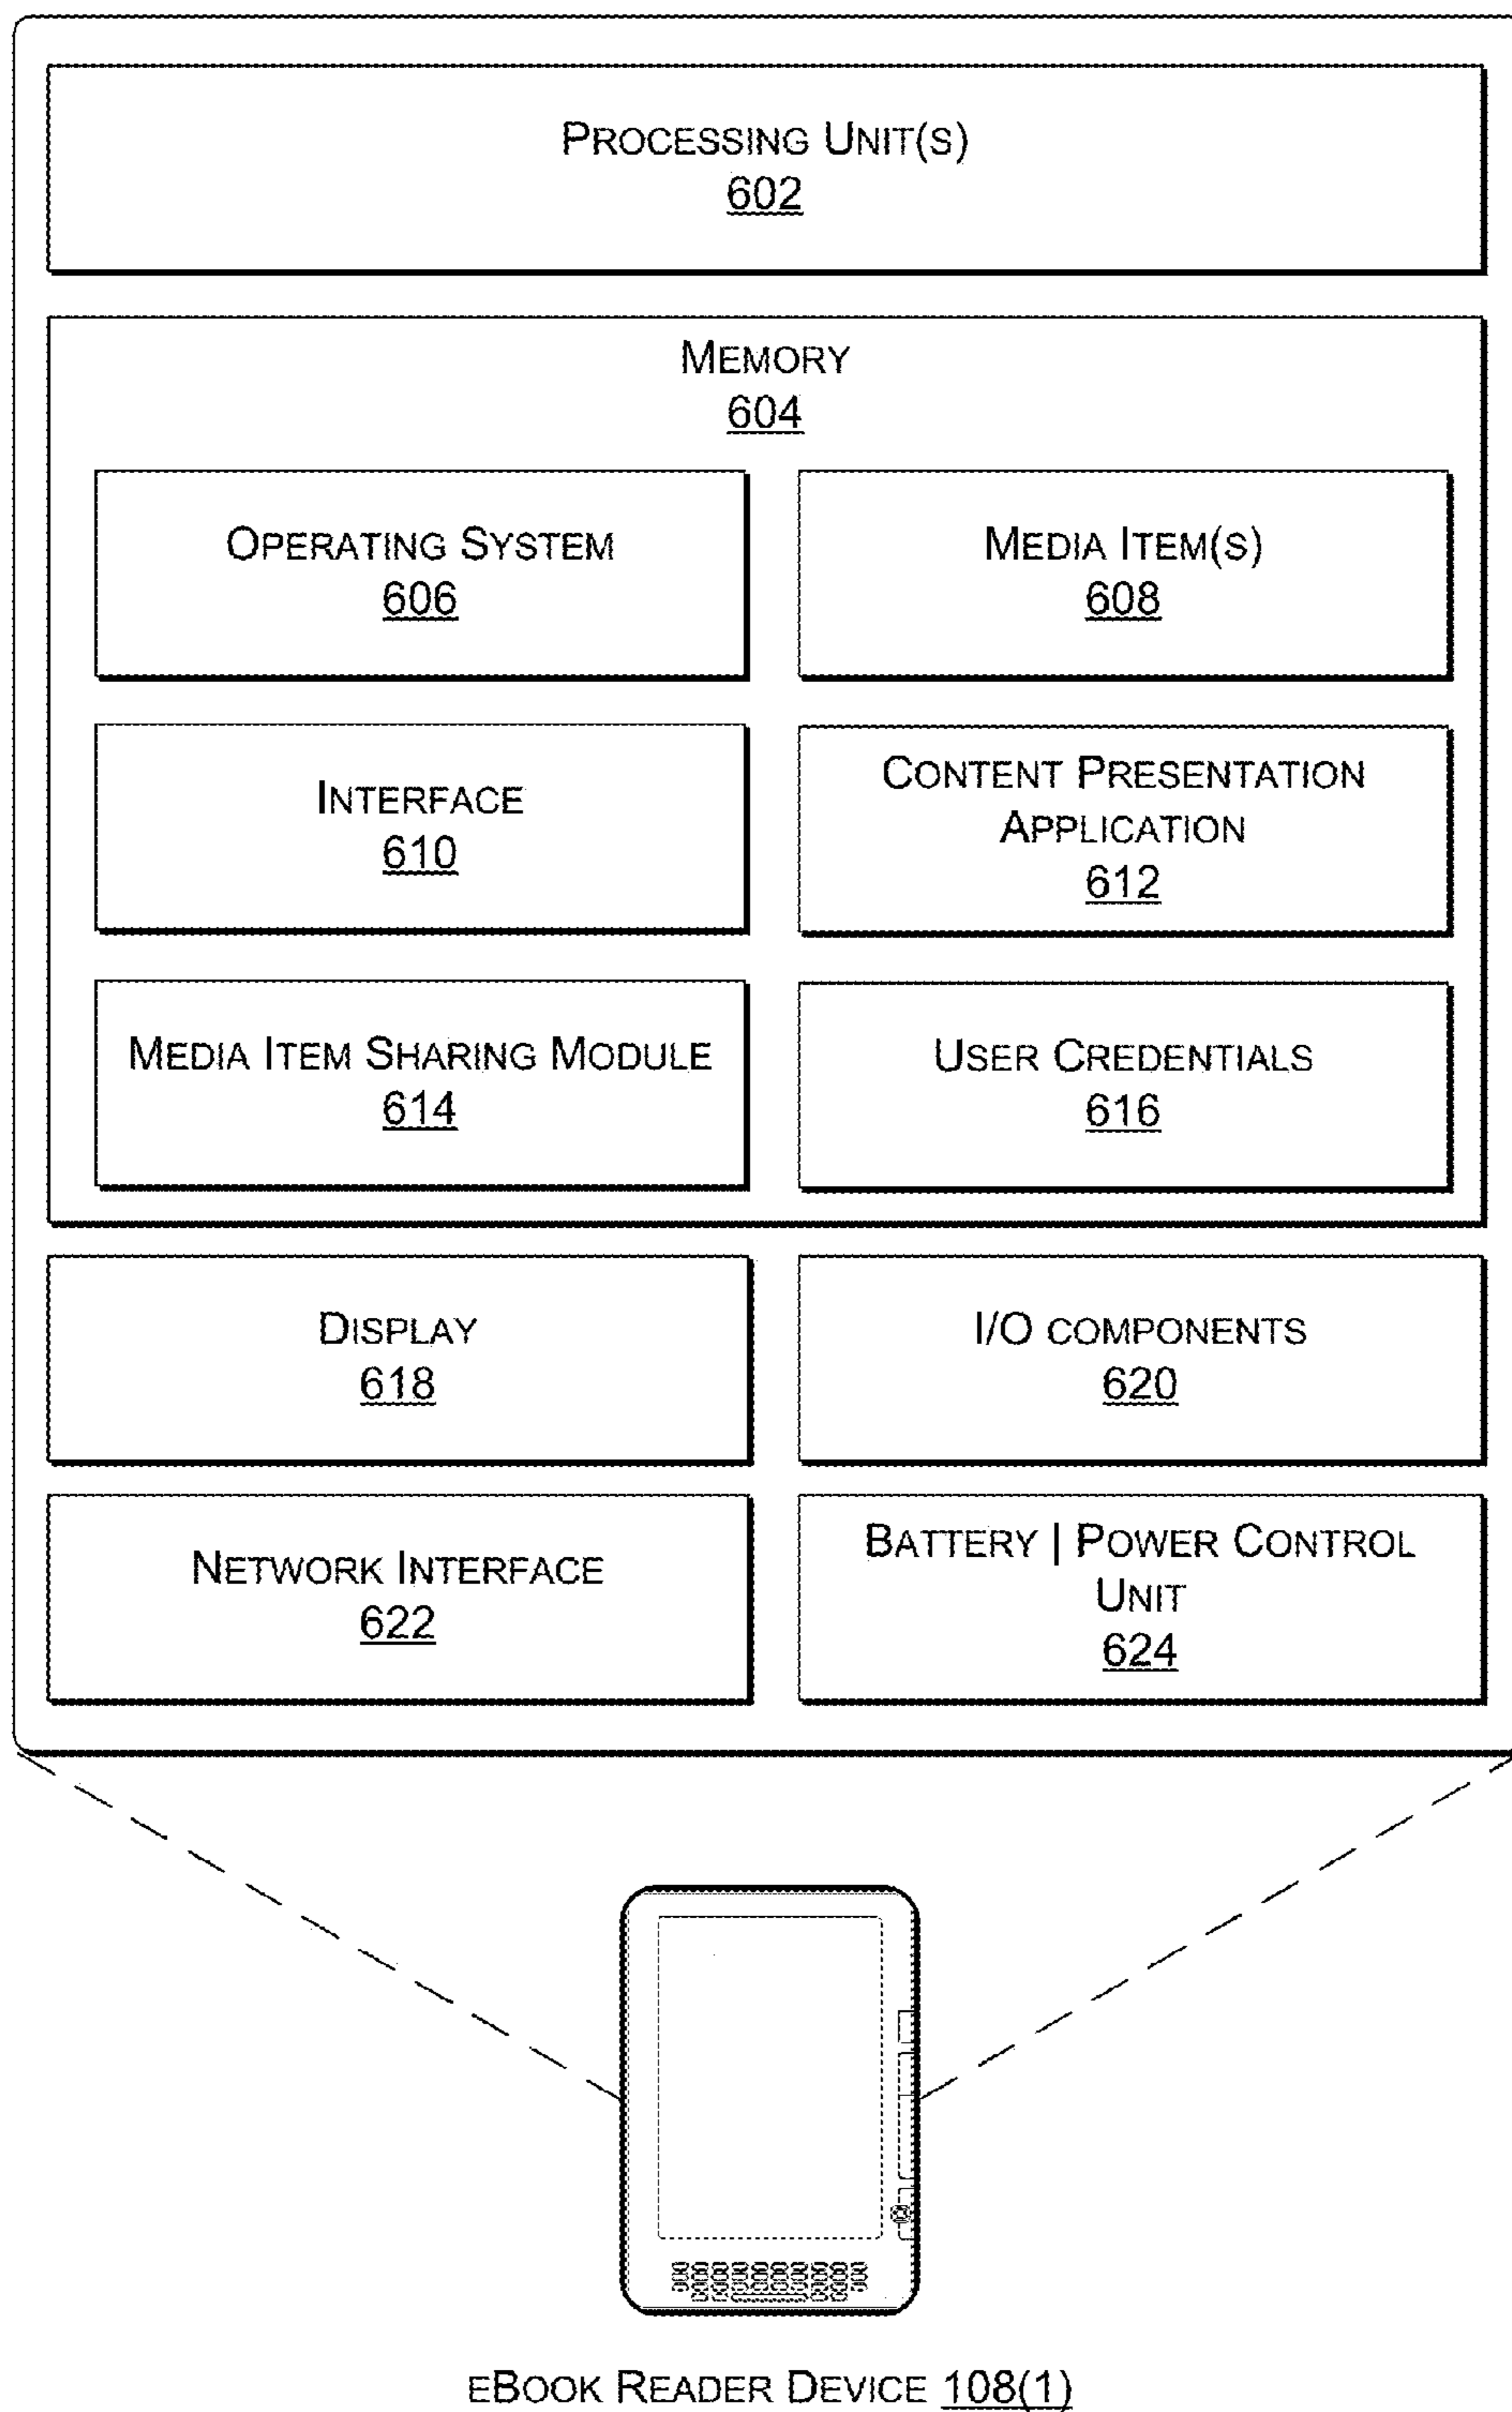 Processing Unit(s)
602
Memory
604
Operating System
606
Media Item(s)
608
Interface
610
Content Presentation
Application
612
Media Item Sharing Module
614
User Credentials
616
Display
618
I/O components
620
Network Interface
622
Battery | Power Control
Unit
624
eBook Reader Device 108(1)